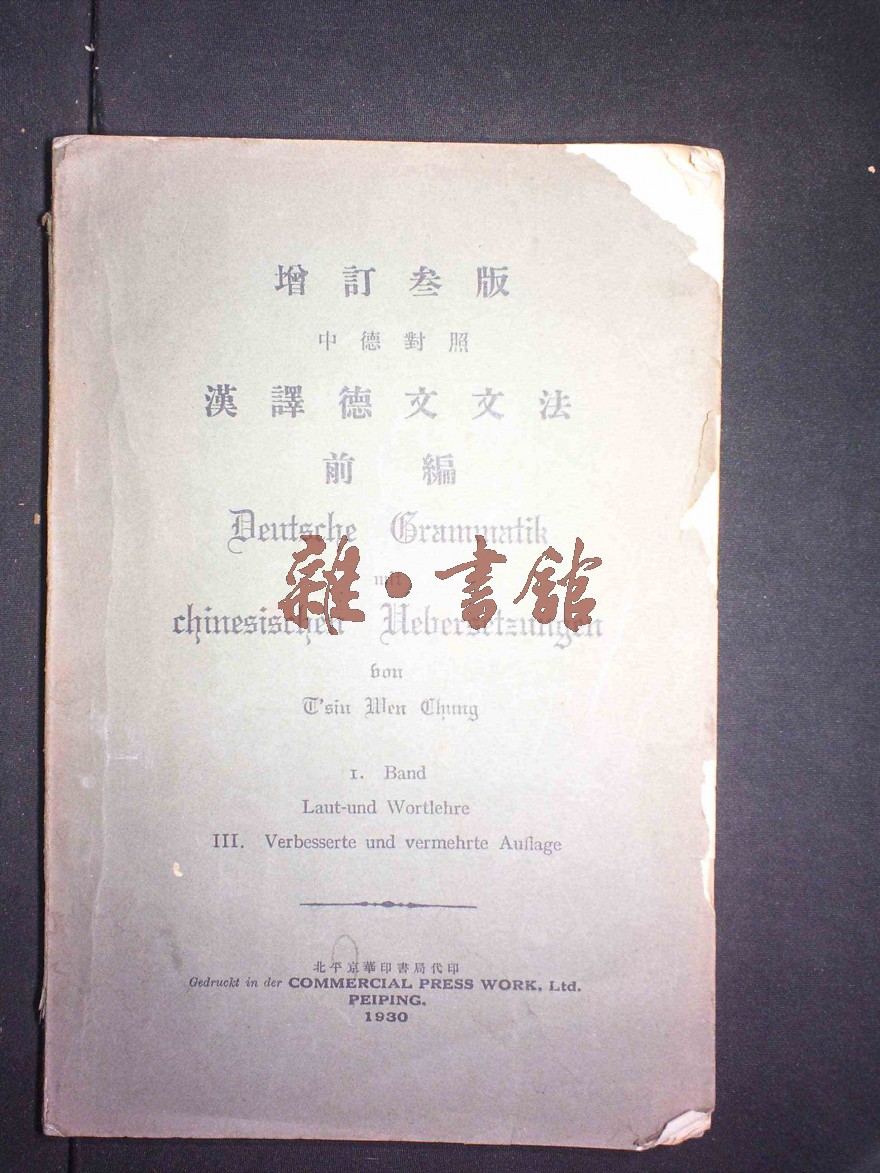 增訂叄版
中德對照
漢譯德文文法
前編
Deutsche Grammatik
mit
雜·書館
chinesischen Uebersetzungen
von
T'sin Wen Chung
I. Band
Laut-und Wortlehre
III. Verbesserte und vermehrte Auflage
北平京華印書局代印
Gedruckt in der COMMERCIAL PRESS WORK, Ltd.
PEIPING.
1930